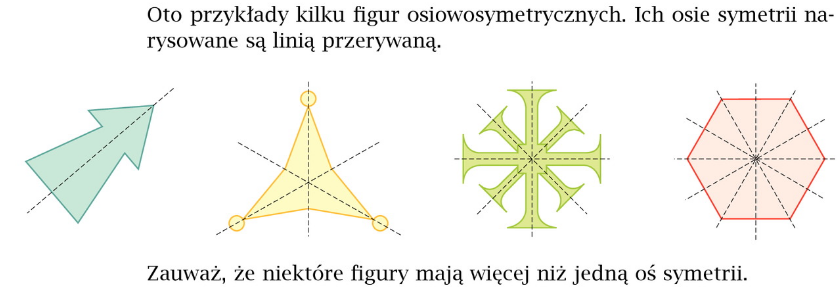 Oto przykłady kilku figur osiowosymetrycznych. Ich osie symetrii na-
rysowane są linią przerywaną.
Zauważ, że niektóre figury mają więcej niż jedną oś symetrii.